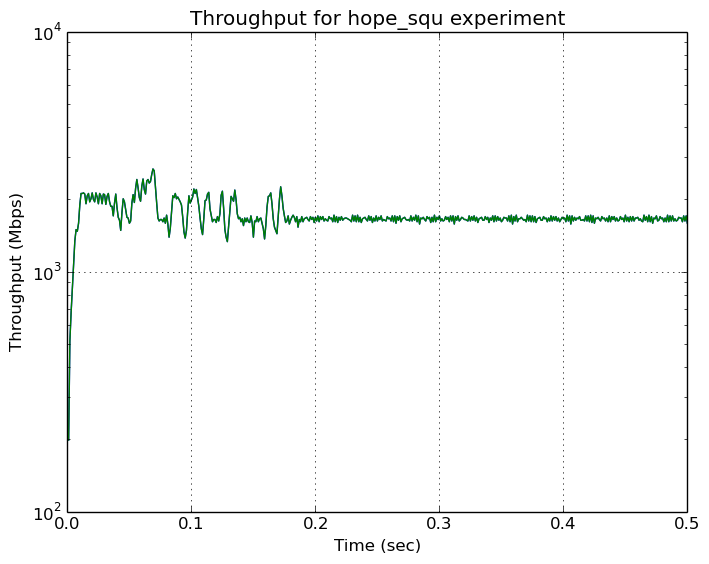 Throughput for hope_squ experiment
10^4
10^3
10^2
Throughput (Mbps)
0.0 0.1 0.2 0.3 0.4 0.5
Time (sec)